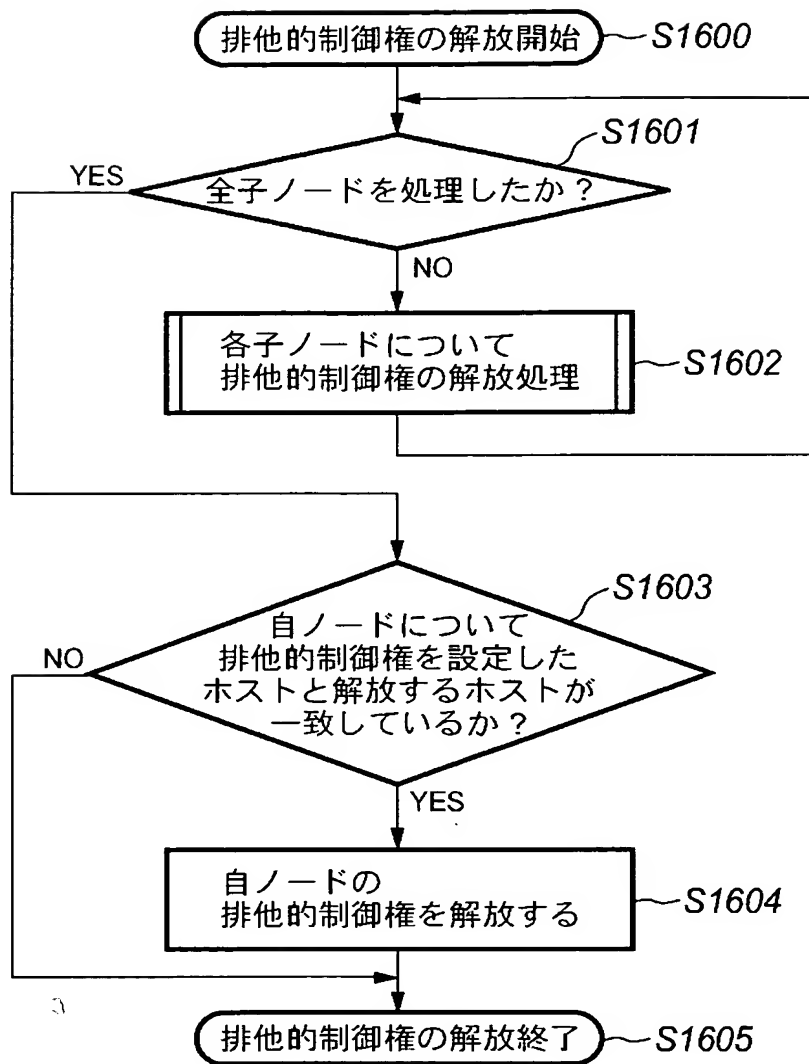 排他的制御権の解放開始
S1600
S1601
YES
全子ノードを処理したか？
NO
各子ノードについて
排他的制御権の解放処理
S1602
S1603
自ノードについて
排他的制御権を設定した
ホストと解放するホストが
一致しているか？
NO
YES
自ノードの
排他的制御権を解放する
S1604
排他的制御権の解放終了
S1605